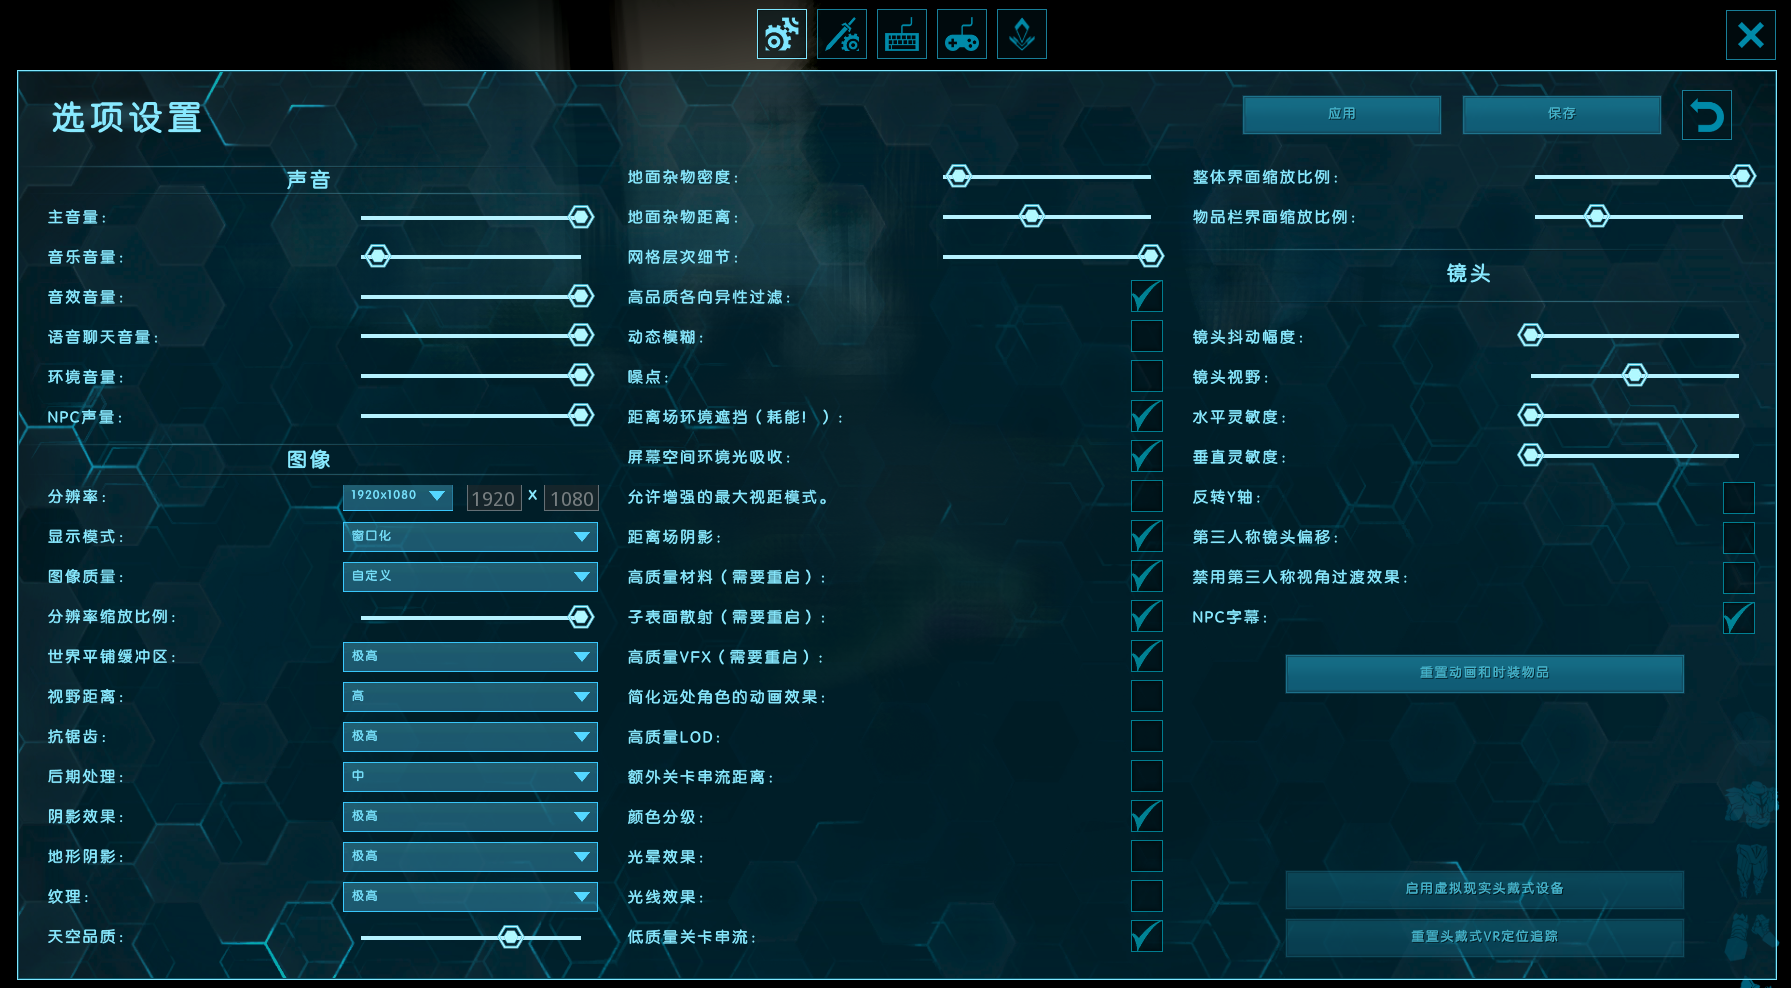 选项设置
应用
保存
声音
主音量:
音乐音量:
音效音量:
语音聊天音量:
环境音量:
NPC声量:
图像
分辨率: 1920x1080 1920 X 1080
显示模式: 窗口化
图像质量: 自定义
分辨率缩放比例:
世界平铺缓冲区: 极高
视野距离: 高
抗锯齿: 极高
后期处理: 中
阴影效果: 极高
地形阴影: 极高
纹理: 极高
天空品质:
地面杂物密度:
地面杂物距离:
网格层次细节:
高品质各向异性过滤:
动态模糊:
噪点:
距离场环境遮挡(耗能!):
屏幕空间环境光吸收:
允许增强的最大视距模式。
距离场阴影:
高质量材料(需要重启):
子表面散射(需要重启):
高质量VFX(需要重启):
简化远处角色的动画效果:
高质量LOD:
额外关卡串流距离:
颜色分级:
光晕效果:
光线效果:
低质量关卡串流:
整体界面缩放比例:
物品栏界面缩放比例:
镜头
镜头抖动幅度:
镜头视野:
水平灵敏度:
垂直灵敏度:
反转Y轴:
第三人称镜头偏移:
禁用第三人称视角过渡效果:
NPC字幕:
重置动画和时装物品
启用虚拟现实头戴式设备
重置头戴式VR定位追踪